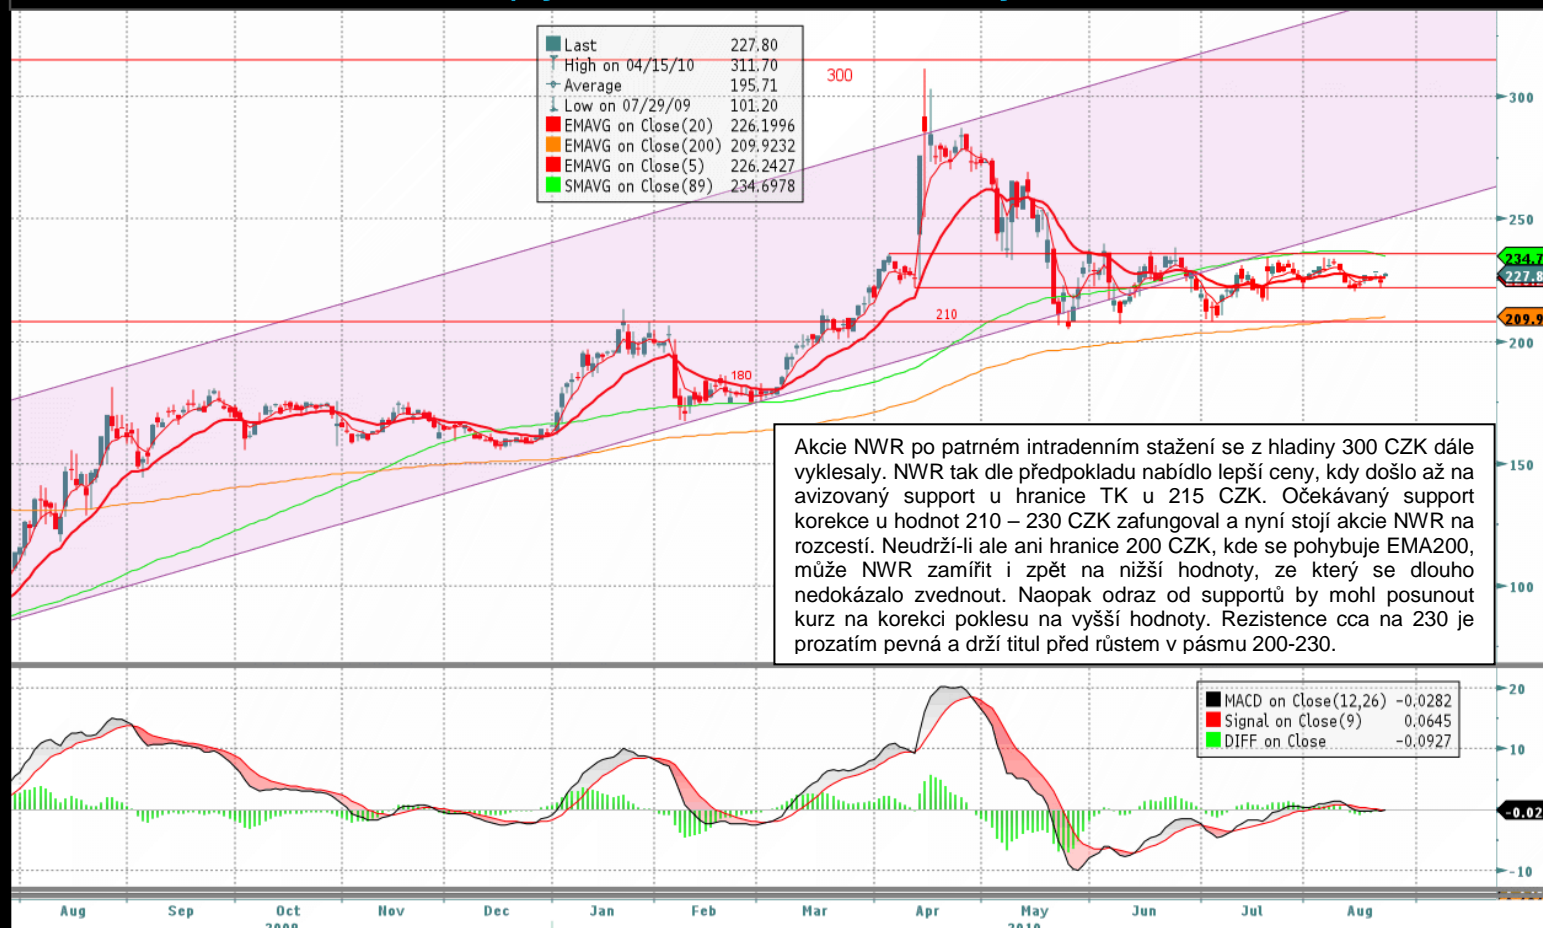 Last 227.80
High on 04/15/10 311.70
Average 195.71
Low on 07/29/09 101.20
EMAVG on Close(20) 226.1996
EMAVG on Close(200) 209.9232
EMAVG on Close(5) 226.2427
SMAVG on Close(89) 234.6978
300
300
250
234.7
227.8
210
209.9
200
180
150
100
Akcie NWR po patrném intradenním stažení se z hladiny 300 CZK dále
vyklesaly. NWR tak dle předpokladu nabídlo lepší ceny, kdy došlo až na
avizovaný support u hranice TK u 215 CZK. Očekávaný support
korekce u hodnot 210 – 230 CZK zafungoval a nyní stojí akcie NWR na
rozcestí. Neudrží-li ale ani hranice 200 CZK, kde se pohybuje EMA200,
může NWR zamířit i zpět na nižší hodnoty, ze který se dlouho
nedokázalo zvednout. Naopak odraz od supportů by mohl posunout
kurz na korekci poklesu na vyšší hodnoty. Rezistence cca na 230 je
prozatím pevná a drží titul před růstem v pásmu 200-230.
MACD on Close(12,26) -0.0282
Signal on Close(9) 0.0645
DIFF on Close -0.0927
20
10
-0.02
-10
Aug Sep Oct Nov Dec Jan Feb Mar Apr May Jun Jul Aug